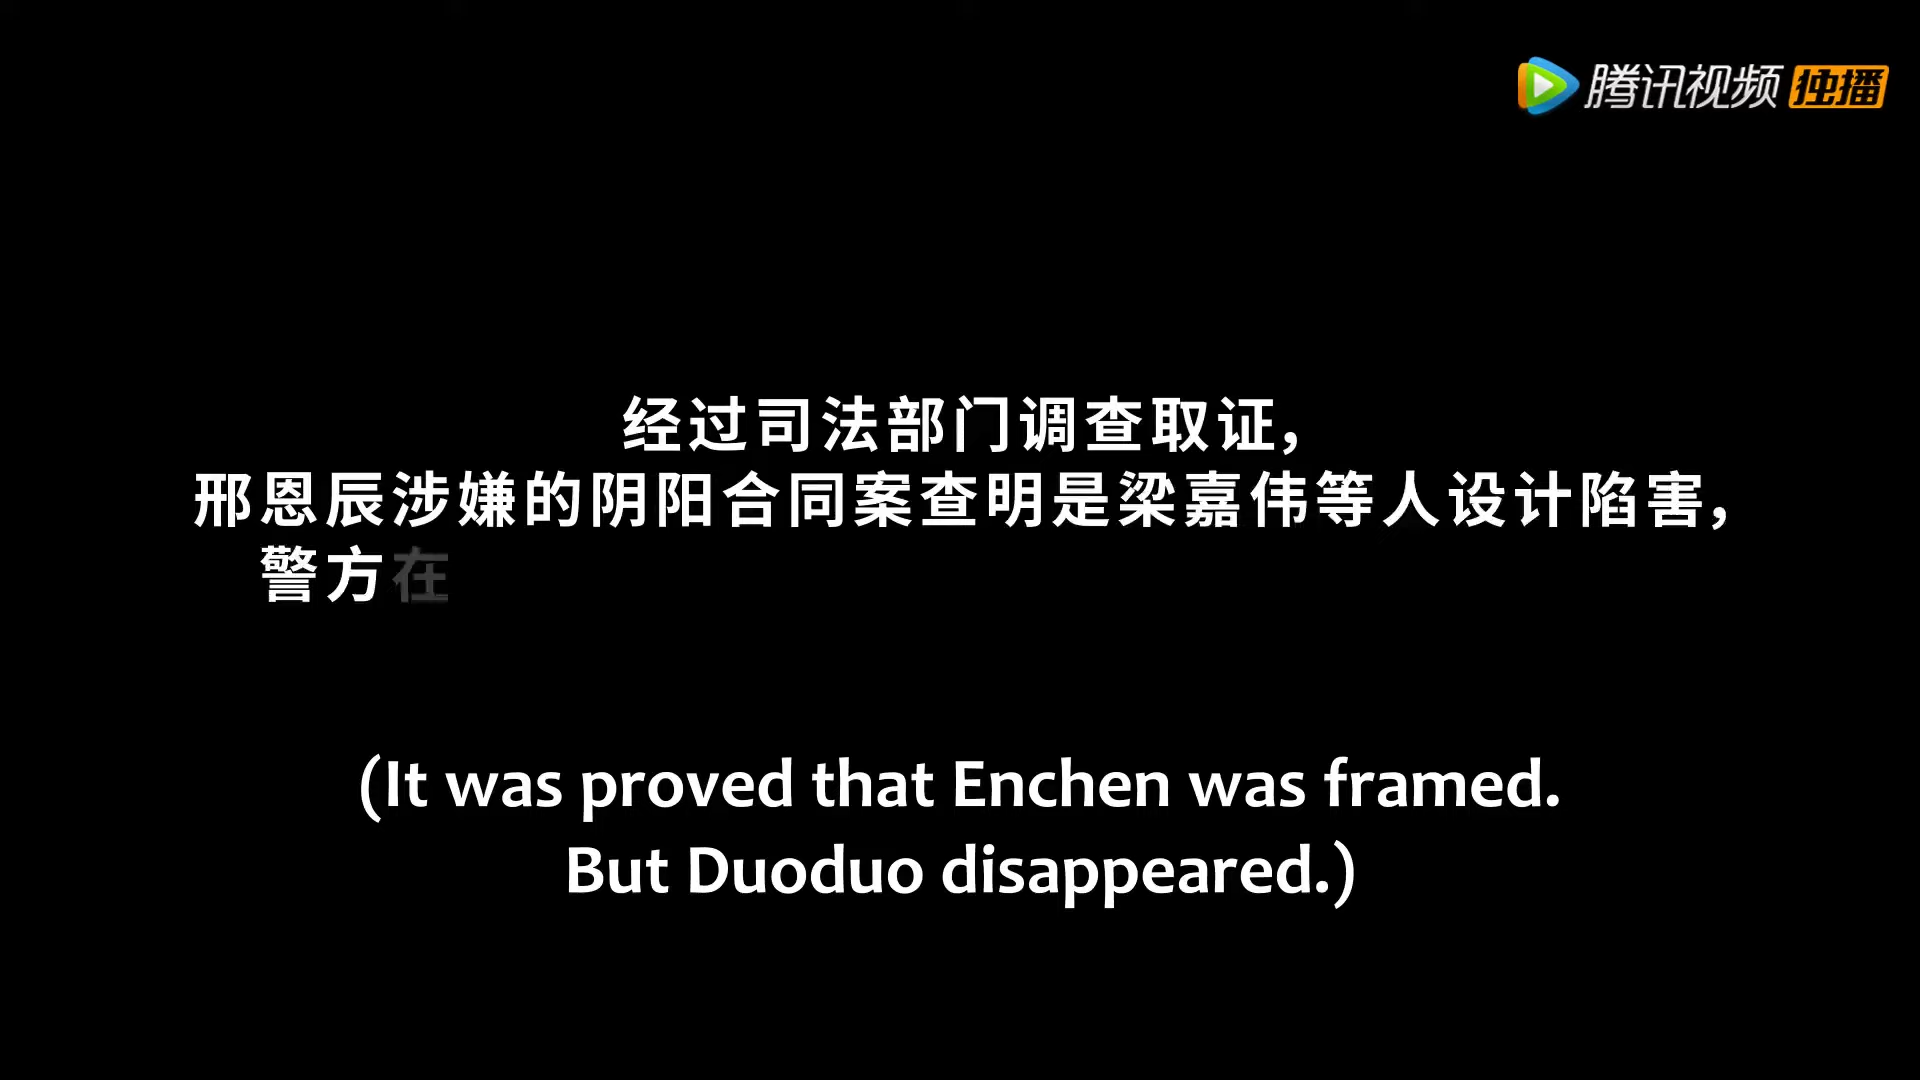 腾讯视频 独播
经过司法部门调查取证,
邢恩辰涉嫌的阴阳合同案查明是梁嘉伟等人设计陷害,
警方在
(It was proved that Enchen was framed.
But Duoduo disappeared.)